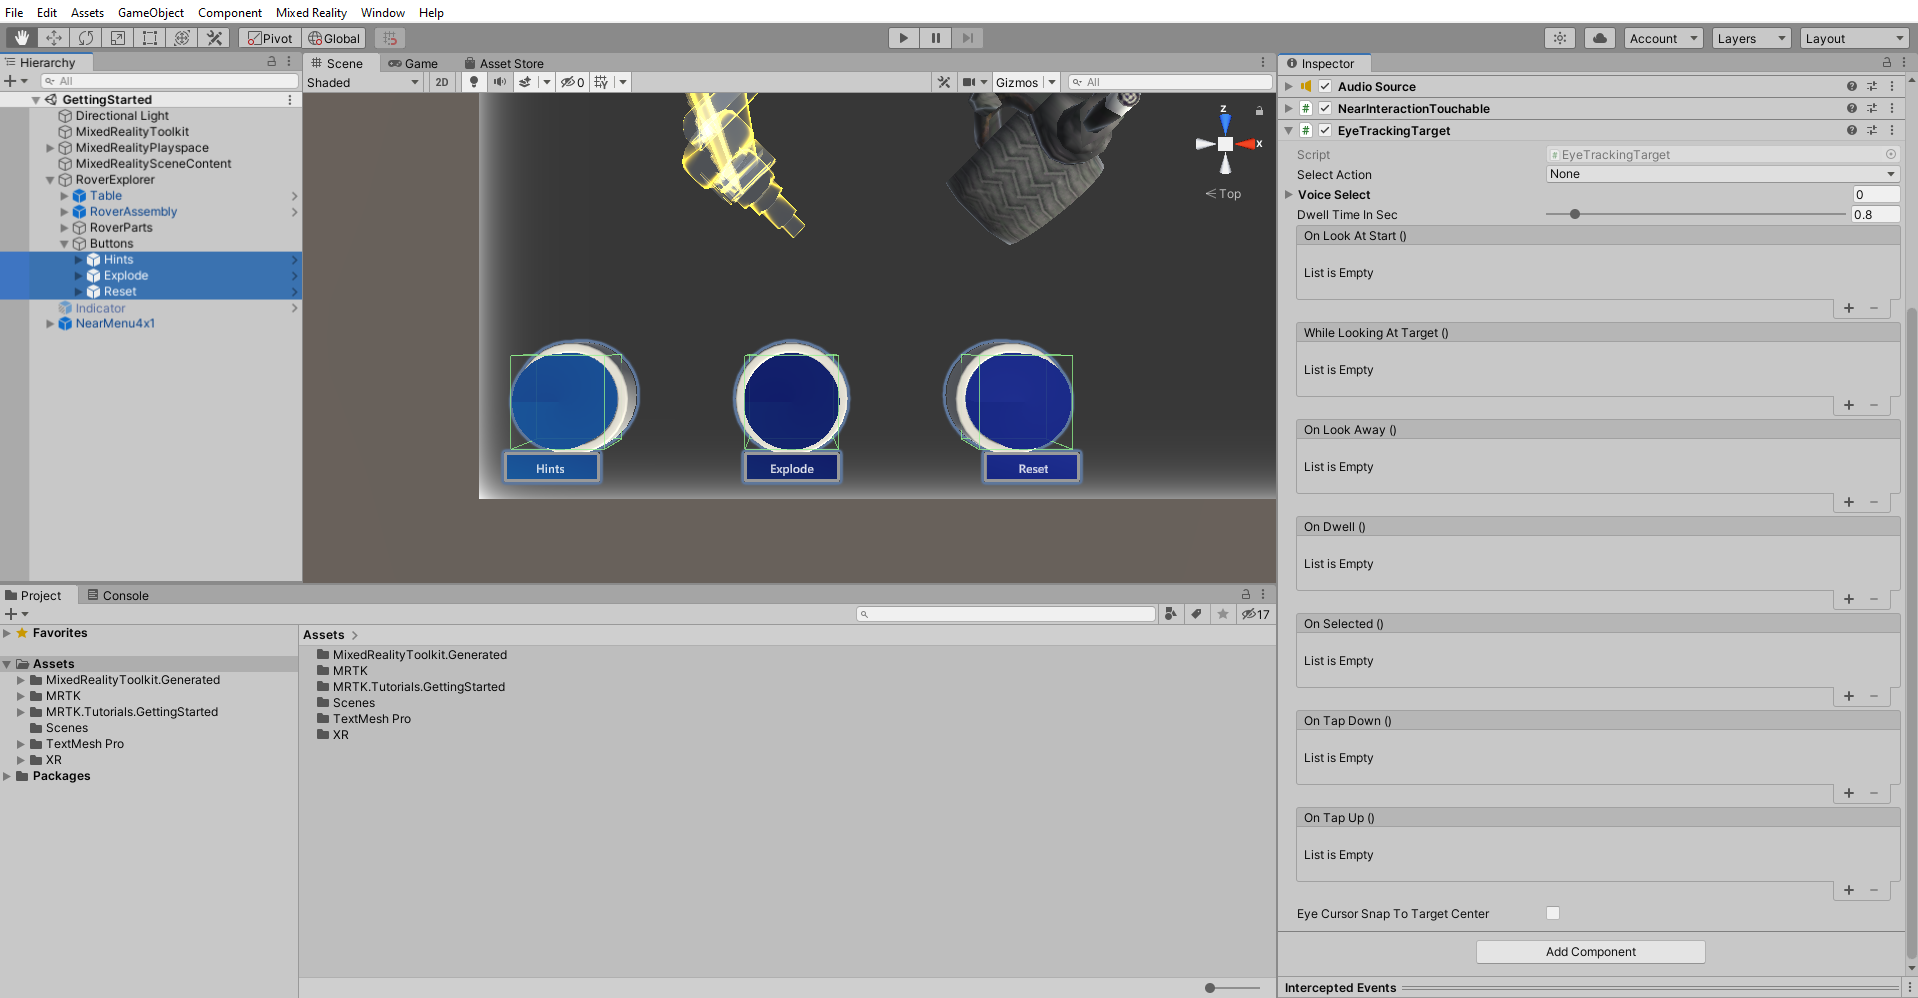 File Edit Assets GameObject Component Mixed Reality Window Help
Pivot Global Account Layers Layout
Hierarchy
All
GettingStarted
Directional Light
MixedRealityToolkit
MixedRealityPlayspace
MixedRealitySceneContent
RoverExplorer
Table
RoverAssembly
RoverParts
Buttons
Hints
Explode
Reset
Indicator
NearMenu4x1
Scene Game Asset Store
Shaded 2D 0 Gizmos All
z
x
Top
Hints Explode Reset
Inspector
Audio Source
# NearInteractionTouchable
# EyeTrackingTarget
Script # EyeTrackingTarget
Select Action None
Voice Select 0
Dwell Time In Sec 0.8
On Look At Start ()
List is Empty
+ −
While Looking At Target ()
List is Empty
+ −
On Look Away ()
List is Empty
+ −
On Dwell ()
List is Empty
+ −
On Selected ()
List is Empty
+ −
On Tap Down ()
List is Empty
+ −
On Tap Up ()
List is Empty
+ −
Eye Cursor Snap To Target Center
Add Component
Intercepted Events
Project Console
17
Favorites
Assets
MixedRealityToolkit.Generated
MRTK
MRTK.Tutorials.GettingStarted
Scenes
TextMesh Pro
XR
Packages
Assets >
MixedRealityToolkit.Generated
MRTK
MRTK.Tutorials.GettingStarted
Scenes
TextMesh Pro
XR